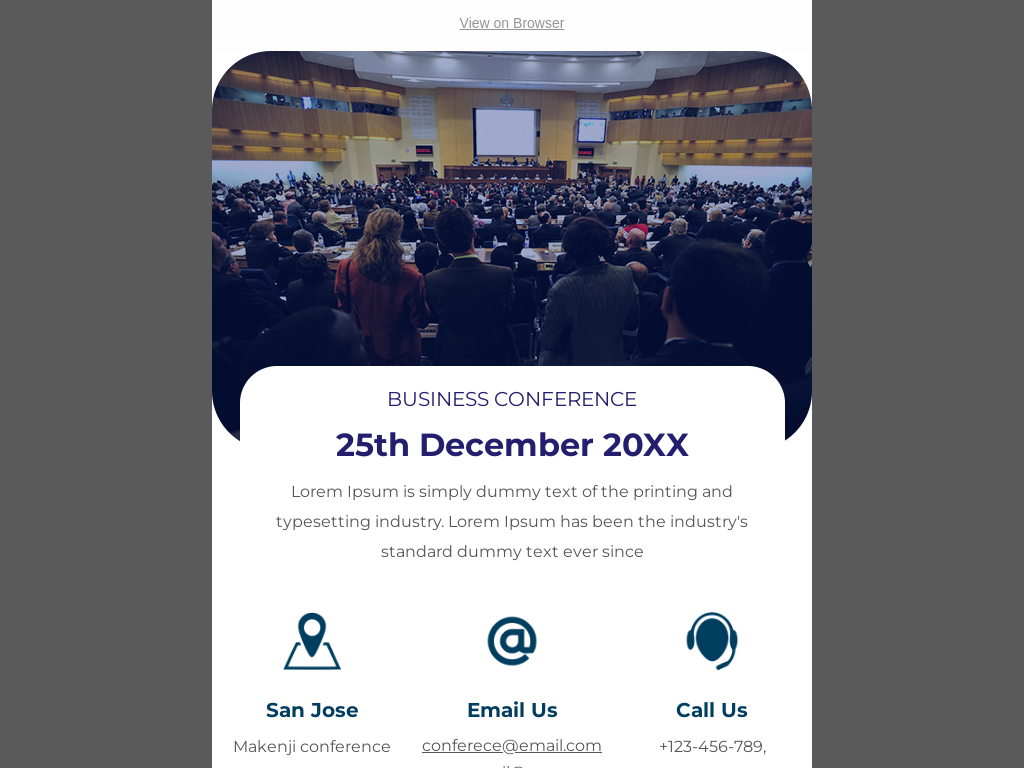 View on Browser
BUSINESS CONFERENCE
25th December 20XX
Lorem Ipsum is simply dummy text of the printing and
typesetting industry. Lorem Ipsum has been the industry's
standard dummy text ever since
San Jose
Email Us
Call Us
Makenji conference
conferece@email.com
+123-456-789,